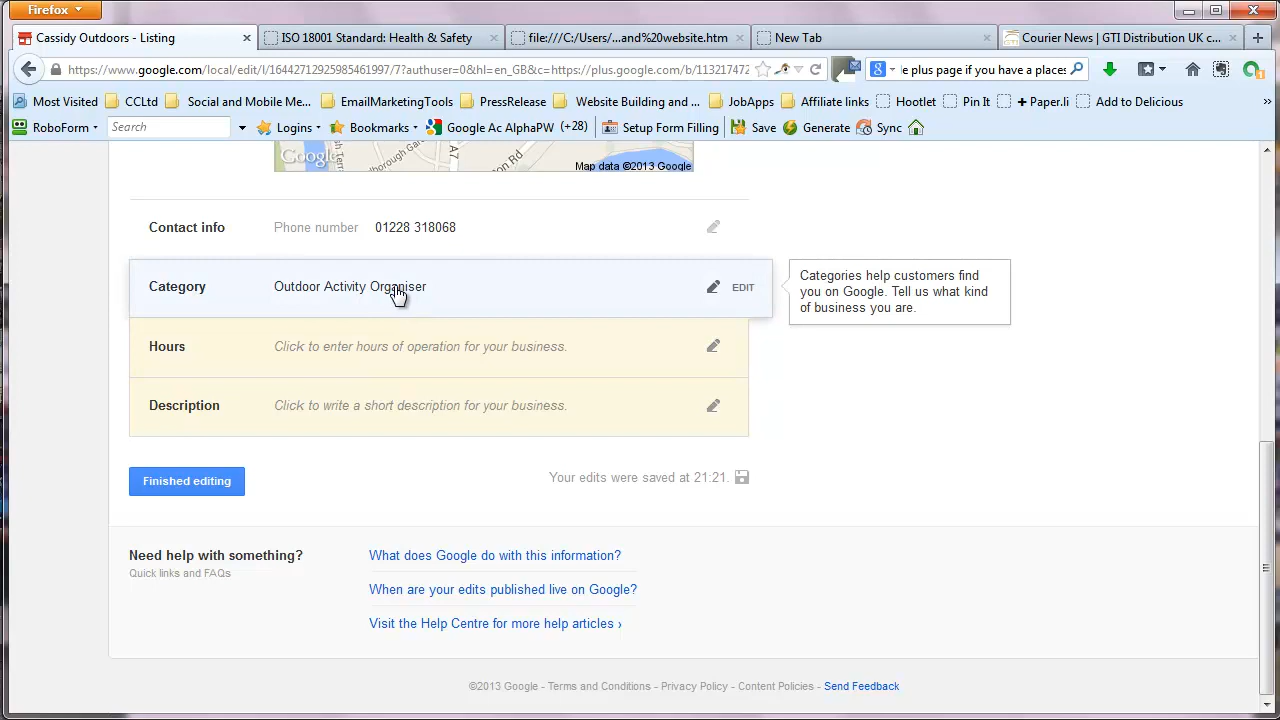 Firefox
Cassidy Outdoors - Listing
ISO 18001 Standard: Health & Safety
file:///C:/Users/...and%20website.htm
New Tab
Courier News | GTI Distribution UK c...
https://www.google.com/local/edit/l/16442712925985461997/7?authuser=0&hl=en_GB&c=https://plus.google.com/b/113217472
le plus page if you have a places
Most Visited
CCLtd
Social and Mobile Me...
EmailMarketingTools
PressRelease
Website Building and ...
JobApps
Affiliate links
Hootlet
Pin It
+ Paper.li
Add to Delicious
»
RoboForm
Search
Logins
Bookmarks
Google Ac AlphaPW (+28)
Setup Form Filling
Save
Generate
Sync
Google
A7
Map data ©2013 Google
Contact info
Phone number 01228 318068
Category
Outdoor Activity Organiser
EDIT
Categories help customers find
you on Google. Tell us what kind
of business you are.
Hours
Click to enter hours of operation for your business.
Description
Click to write a short description for your business.
Finished editing
Your edits were saved at 21:21.
Need help with something?
Quick links and FAQs
What does Google do with this information?
When are your edits published live on Google?
Visit the Help Centre for more help articles ›
©2013 Google - Terms and Conditions - Privacy Policy - Content Policies - Send Feedback